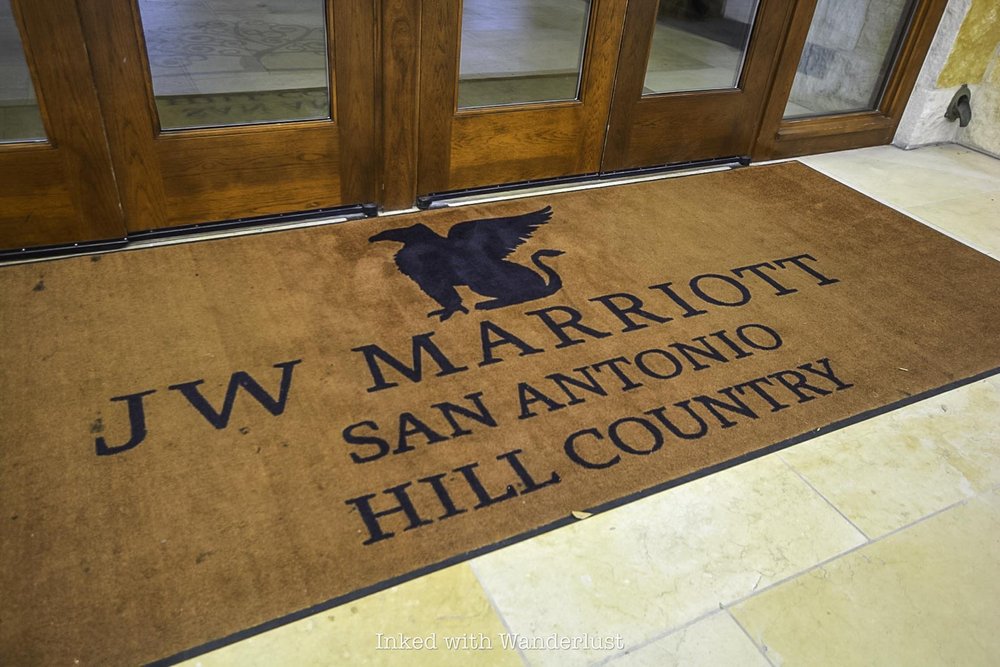 JW MARRIOTT
SAN ANTONIO
HILL COUNTRY
Inked with Wanderlust